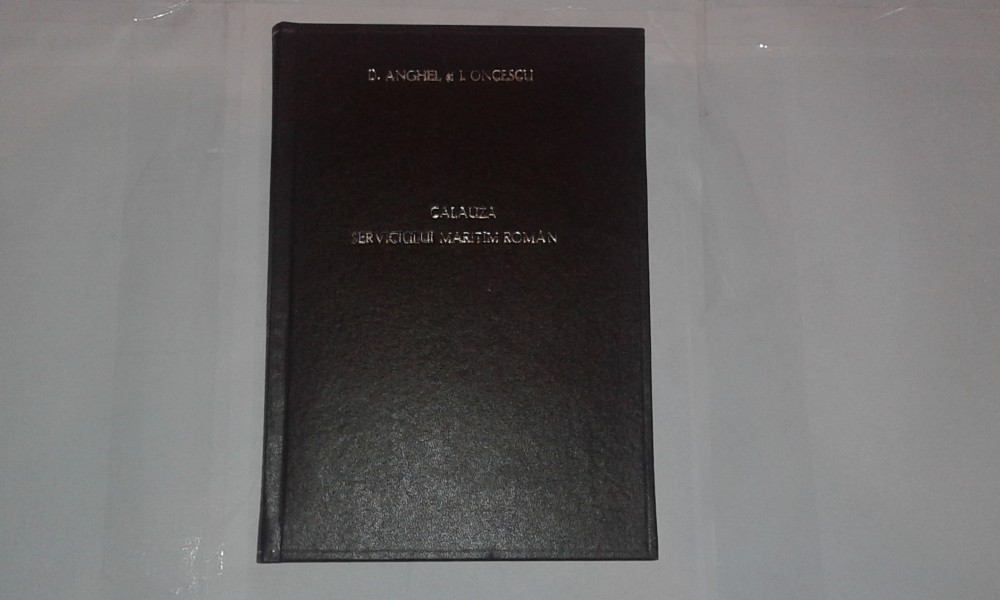 D. ANGHEL și I. ONCESCU
CALAUZA
SERVICIULUI MARITIM ROMÂN